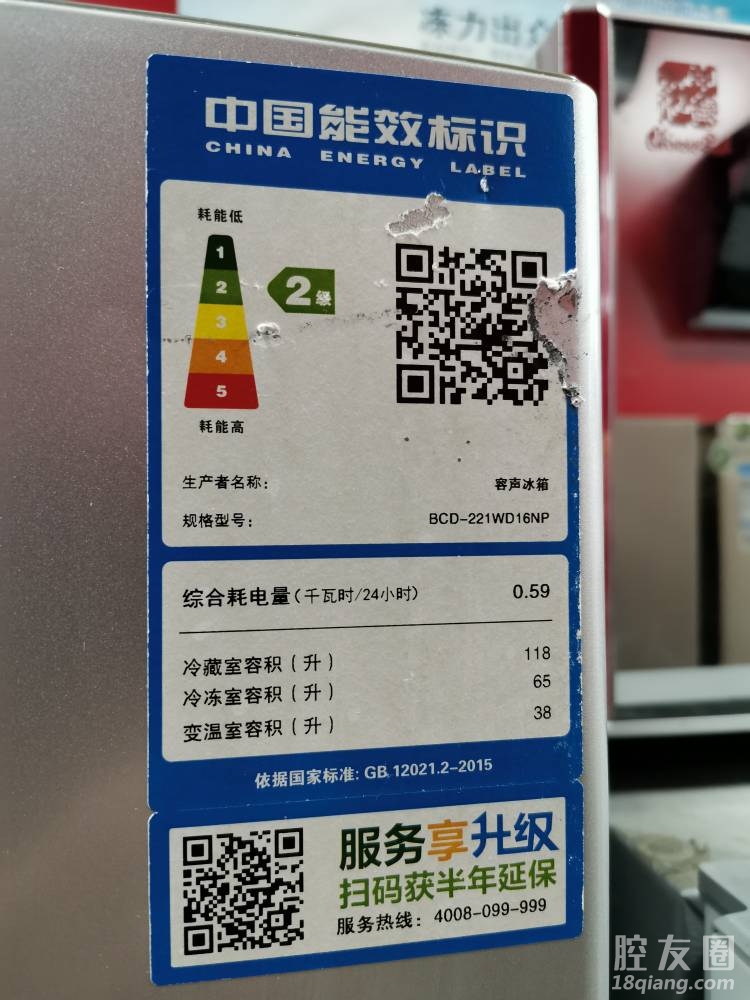 冻力出众
中国能效标识
CHINA ENERGY LABEL
耗能低
1
2
2级
3
4
5
耗能高
生产者名称: 容声冰箱
规格型号: BCD-221WD16NP
综合耗电量(千瓦时/24小时) 0.59
冷藏室容积(升) 118
冷冻室容积(升) 65
变温室容积(升) 38
依据国家标准: GB 12021.2-2015
服务享升级
扫码获半年延保
服务热线: 4008-099-999
腔友圈
18qiang.com